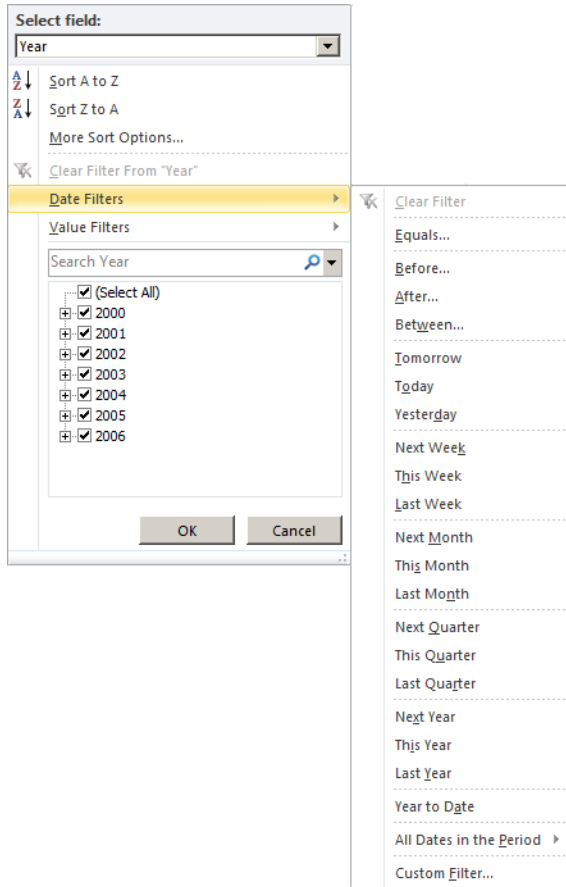 Select field:
Year
Sort A to Z
Sort Z to A
More Sort Options...
Clear Filter From "Year"
Date Filters
Value Filters
Search Year
(Select All)
2000
2001
2002
2003
2004
2005
2006
OK Cancel
Clear Filter
Equals...
Before...
After...
Between...
Tomorrow
Today
Yesterday
Next Week
This Week
Last Week
Next Month
This Month
Last Month
Next Quarter
This Quarter
Last Quarter
Next Year
This Year
Last Year
Year to Date
All Dates in the Period
Custom Filter...